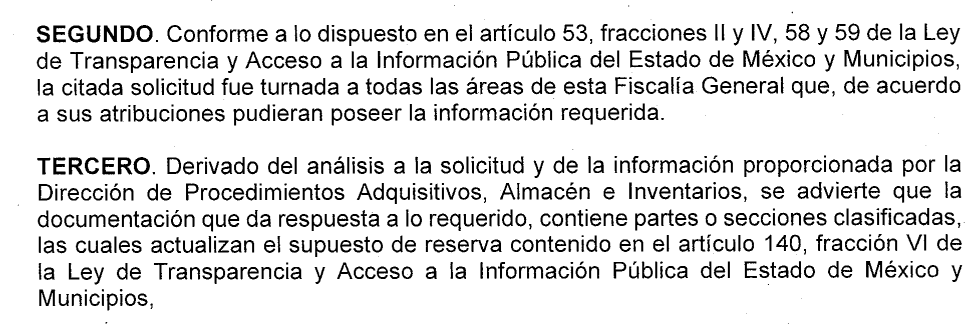 SEGUNDO. Conforme a lo dispuesto en el artículo 53, fracciones II y IV, 58 y 59 de la Ley
de Transparencia y Acceso a la Información Pública del Estado de México y Municipios,
la citada solicitud fue turnada a todas las áreas de esta Fiscalía General que, de acuerdo
a sus atribuciones pudieran poseer la información requerida.
TERCERO. Derivado del análisis a la solicitud y de la información proporcionada por la
Dirección de Procedimientos Adquisitivos, Almacén e Inventarios, se advierte que la
documentación que da respuesta a lo requerido, contiene partes o secciones clasificadas,
las cuales actualizan el supuesto de reserva contenido en el artículo 140, fracción VI de
la Ley de Transparencia y Acceso a la Información Pública del Estado de México y
Municipios,